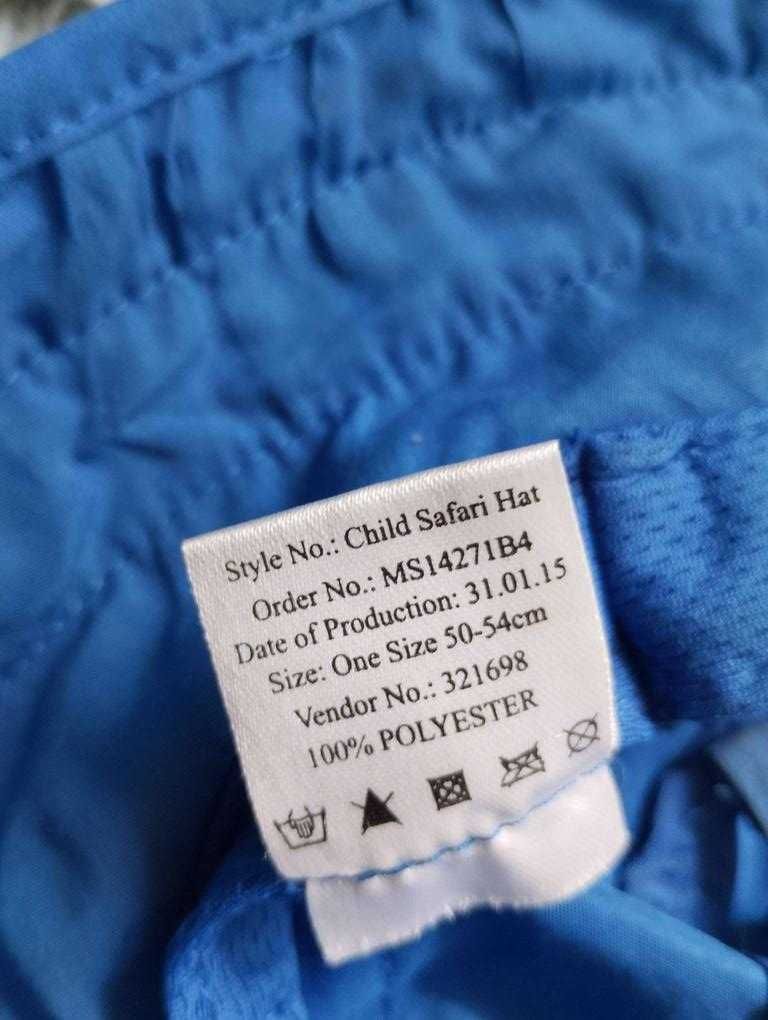 Style No.: Child Safari Hat
Order No.: MS14271B4
Date of Production: 31.01.15
Size: One Size 50-54cm
Vendor No.: 321698
100% POLYESTER